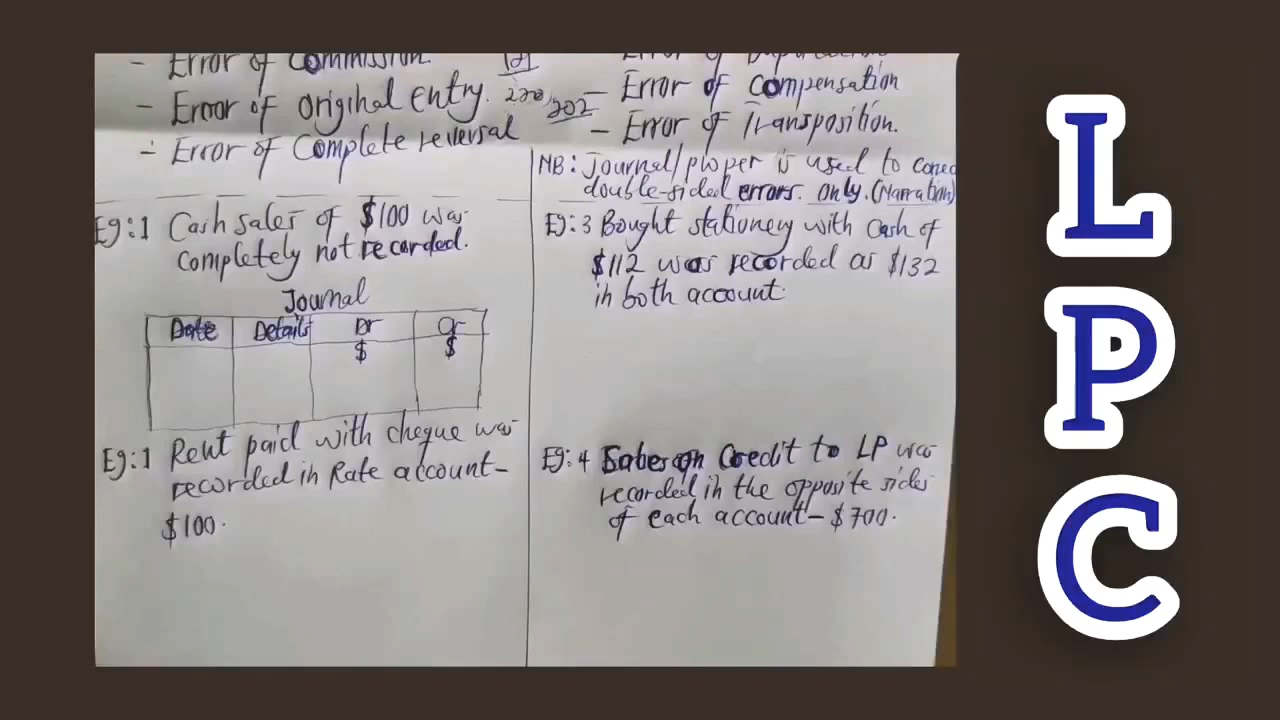 - Error of Commission.
- Error of Original Entry.
- Error of Complete reversal
121
220
202
Error of
- Error of Compensation
- Error of Transposition.
NB: Journal/proper is used to
double-sided errors. only. (Narration)
Eg:1 Cash sales of $100 was
completely not recorded.
Journal
Date Details Dr Cr
$ $
Eg:1 Rent paid with cheque was
recorded in Rate account-
$100.
Eg:3 Bought stationery with Cash of
$112 was recorded as $132
in both account.
Eg:4 Sales on Credit to LP was
recorded in the opposite sides
of each account- $700.
L
P
C